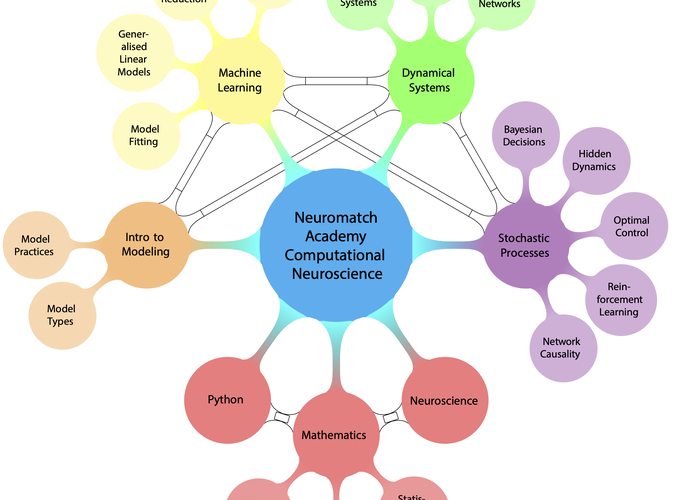 Reduction
Systems
Networks
Gener-
alised
Linear
Models
Machine
Learning
Dynamical
Systems
Model
Fitting
Bayesian
Decisions
Hidden
Dynamics
Neuromatch
Academy
Computational
Neuroscience
Optimal
Control
Intro to
Modeling
Stochastic
Processes
Model
Practices
Rein-
forcement
Learning
Model
Types
Network
Causality
Python
Neuroscience
Mathematics
Statis-